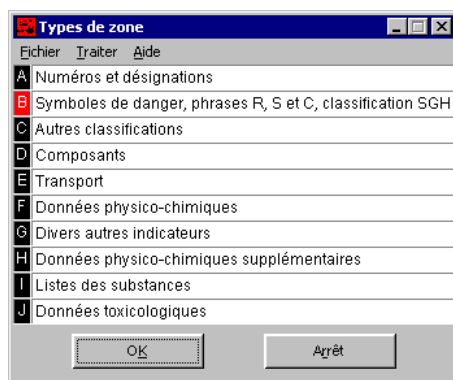 Types de zone
Fichier Traiter Aide
A Numéros et désignations
B Symboles de danger, phrases R, S et C, classification SGH
C Autres classifications
D Composants
E Transport
F Données physico-chimiques
G Divers autres indicateurs
H Données physico-chimiques supplémentaires
I Listes des substances
J Données toxicologiques
OK Arrêt